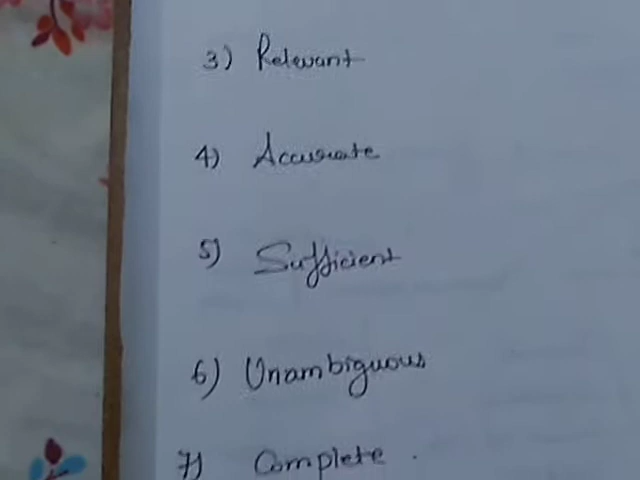 3) Relevant
4) Accurate
5) Sufficient
6) Unambiguous
7) Complete .